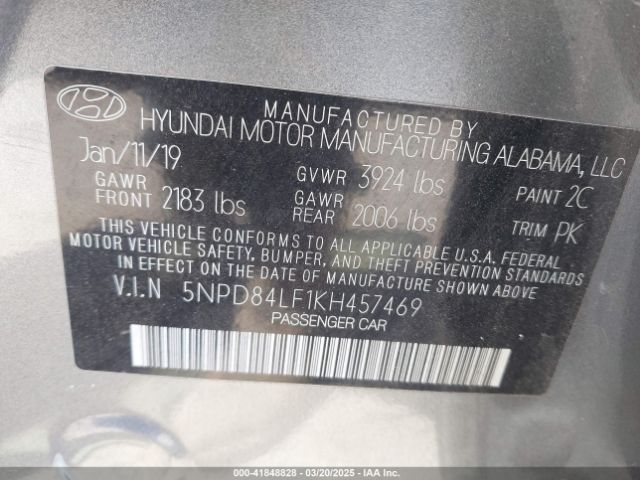 MANUFACTURED BY
HYUNDAI MOTOR MANUFACTURING ALABAMA, LLC
Jan/11/19 GVWR 3924 lbs PAINT 2C
GAWR FRONT 2183 lbs GAWR REAR 2006 lbs TRIM PK
THIS VEHICLE CONFORMS TO ALL APPLICABLE U.S.A. FEDERAL
MOTOR VEHICLE SAFETY, BUMPER, AND THEFT PREVENTION STANDARDS
IN EFFECT ON THE DATE OF MANUFACTURE SHOWN ABOVE.
V.I.N 5NPD84LF1KH457469
PASSENGER CAR
000-41848828 - 03/20/2025 - IAA Inc.